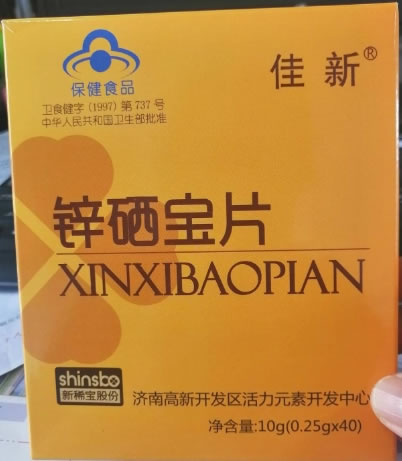 佳新®
保健食品
卫食健字(1997)第737号
中华人民共和国卫生部批准
锌硒宝片
XINXIBAOPIAN
shinsbo
新稀宝股份
济南高新开发区活力元素开发中心
净含量:10g(0.25gx40)